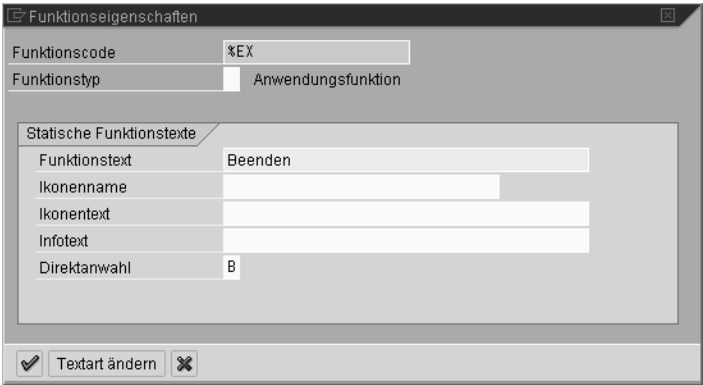 Funktionseigenschaften
Funktionscode %EX
Funktionstyp Anwendungsfunktion
Statische Funktionstexte
Funktionstext Beenden
Ikonenname
Ikonentext
Infotext
Direktanwahl B
Textart ändern